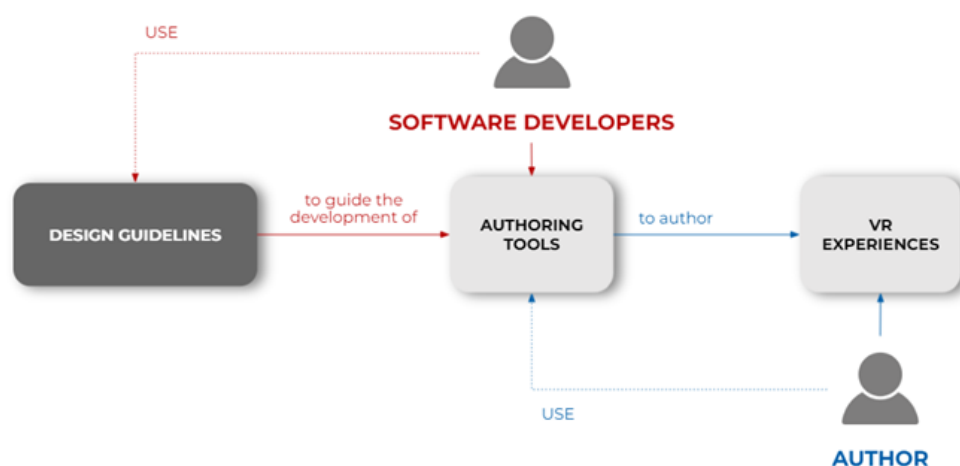 USE
SOFTWARE DEVELOPERS
to guide the
development of
DESIGN GUIDELINES
AUTHORING
TOOLS
to author
VR
EXPERIENCES
USE
AUTHOR